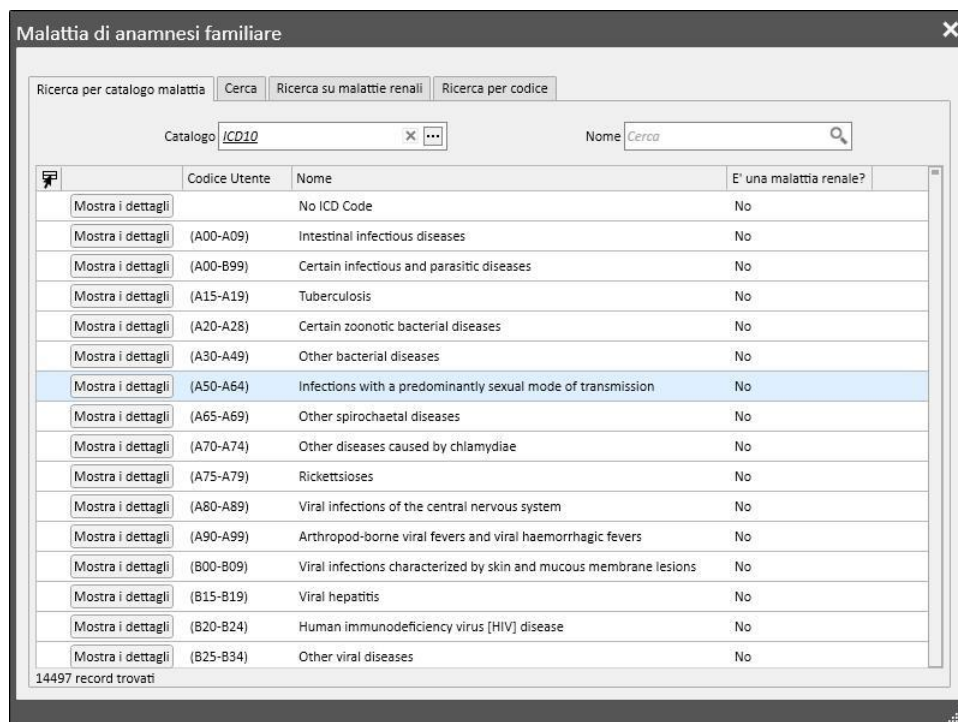 Malattia di anamnesi familiare
Ricerca per catalogo malattia Cerca Ricerca su malattie renali Ricerca per codice
Catalogo ICD10 Nome Cerca
Codice Utente Nome E' una malattia renale?
Mostra i dettagli No ICD Code No
Mostra i dettagli (A00-A09) Intestinal infectious diseases No
Mostra i dettagli (A00-B99) Certain infectious and parasitic diseases No
Mostra i dettagli (A15-A19) Tuberculosis No
Mostra i dettagli (A20-A28) Certain zoonotic bacterial diseases No
Mostra i dettagli (A30-A49) Other bacterial diseases No
Mostra i dettagli (A50-A64) Infections with a predominantly sexual mode of transmission No
Mostra i dettagli (A65-A69) Other spirochaetal diseases No
Mostra i dettagli (A70-A74) Other diseases caused by chlamydiae No
Mostra i dettagli (A75-A79) Rickettsioses No
Mostra i dettagli (A80-A89) Viral infections of the central nervous system No
Mostra i dettagli (A90-A99) Arthropod-borne viral fevers and viral haemorrhagic fevers No
Mostra i dettagli (B00-B09) Viral infections characterized by skin and mucous membrane lesions No
Mostra i dettagli (B15-B19) Viral hepatitis No
Mostra i dettagli (B20-B24) Human immunodeficiency virus [HIV] disease No
Mostra i dettagli (B25-B34) Other viral diseases No
14497 record trovati